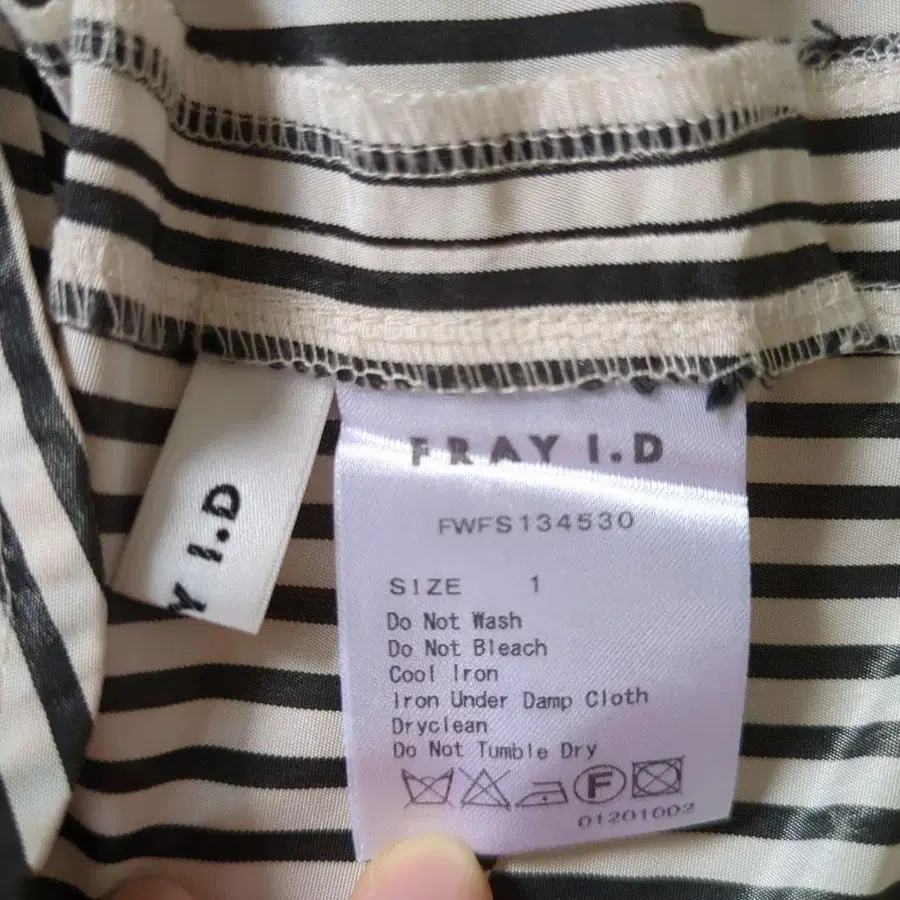 FRAY I.D
FWFS134530
SIZE 1
Do Not Wash
Do Not Bleach
Cool Iron
Iron Under Damp Cloth
Dryclean
Do Not Tumble Dry
F
01201002
Y I.D